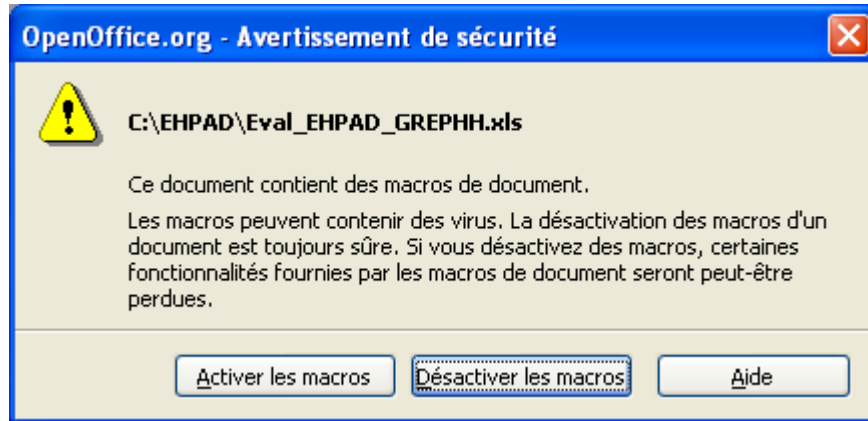 OpenOffice.org - Avertissement de sécurité
C:\EHPAD\Eval_EHPAD_GREPHH.xls
Ce document contient des macros de document.
Les macros peuvent contenir des virus. La désactivation des macros d'un
document est toujours sûre. Si vous désactivez des macros, certaines
fonctionnalités fournies par les macros de document seront peut-être
perdues.
Activer les macros Désactiver les macros Aide